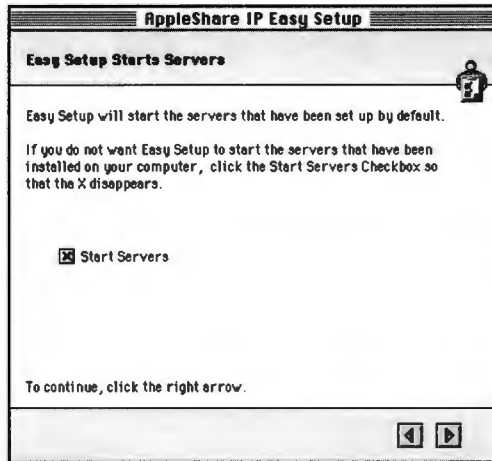 AppleShare IP Easy Setup
Easy Setup Starts Servers
Easy Setup will start the servers that have been set up by default.
If you do not want Easy Setup to start the servers that have been
installed on your computer, click the Start Servers Checkbox so
that the X disappears.
Start Servers
To continue, click the right arrow.